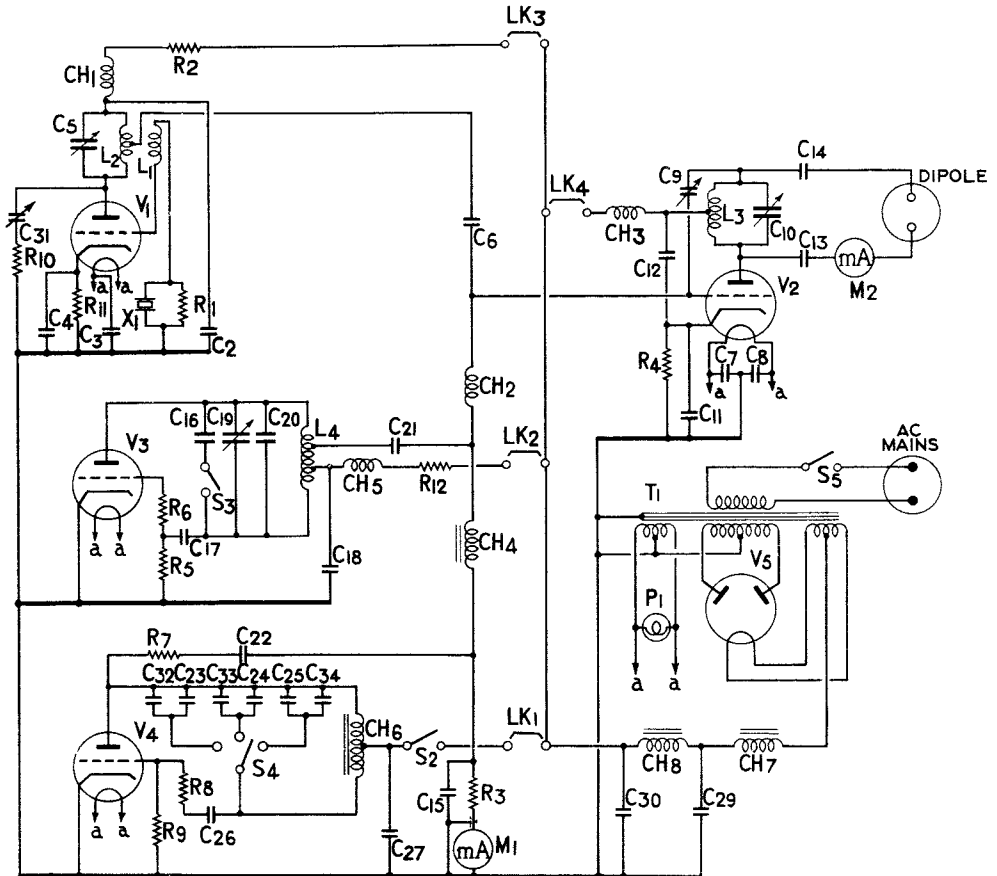 LK3
R2
CH1
C5
L2
L1
V1
C31
R10
a a
C4
R11
C3
X1
R1
C2
C6
LK4
CH3
C9
L3
C14
DIPOLE
C10
C13
mA
M2
C12
V2
R4
C7 C8
a a
C11
CH2
V3
C16 C19 C20
L4
C21
CH5
R12
LK2
S3
R6
C17
R5
C18
a a
CH4
AC
MAINS
S5
T1
V5
P1
a a
R7
C22
C32 C23 C33 C24 C25 C34
V4
CH6
S2
LK1
S4
R8
R9
C26
a a
C15
R3
C27
mA
M1
CH8
CH7
C30
C29